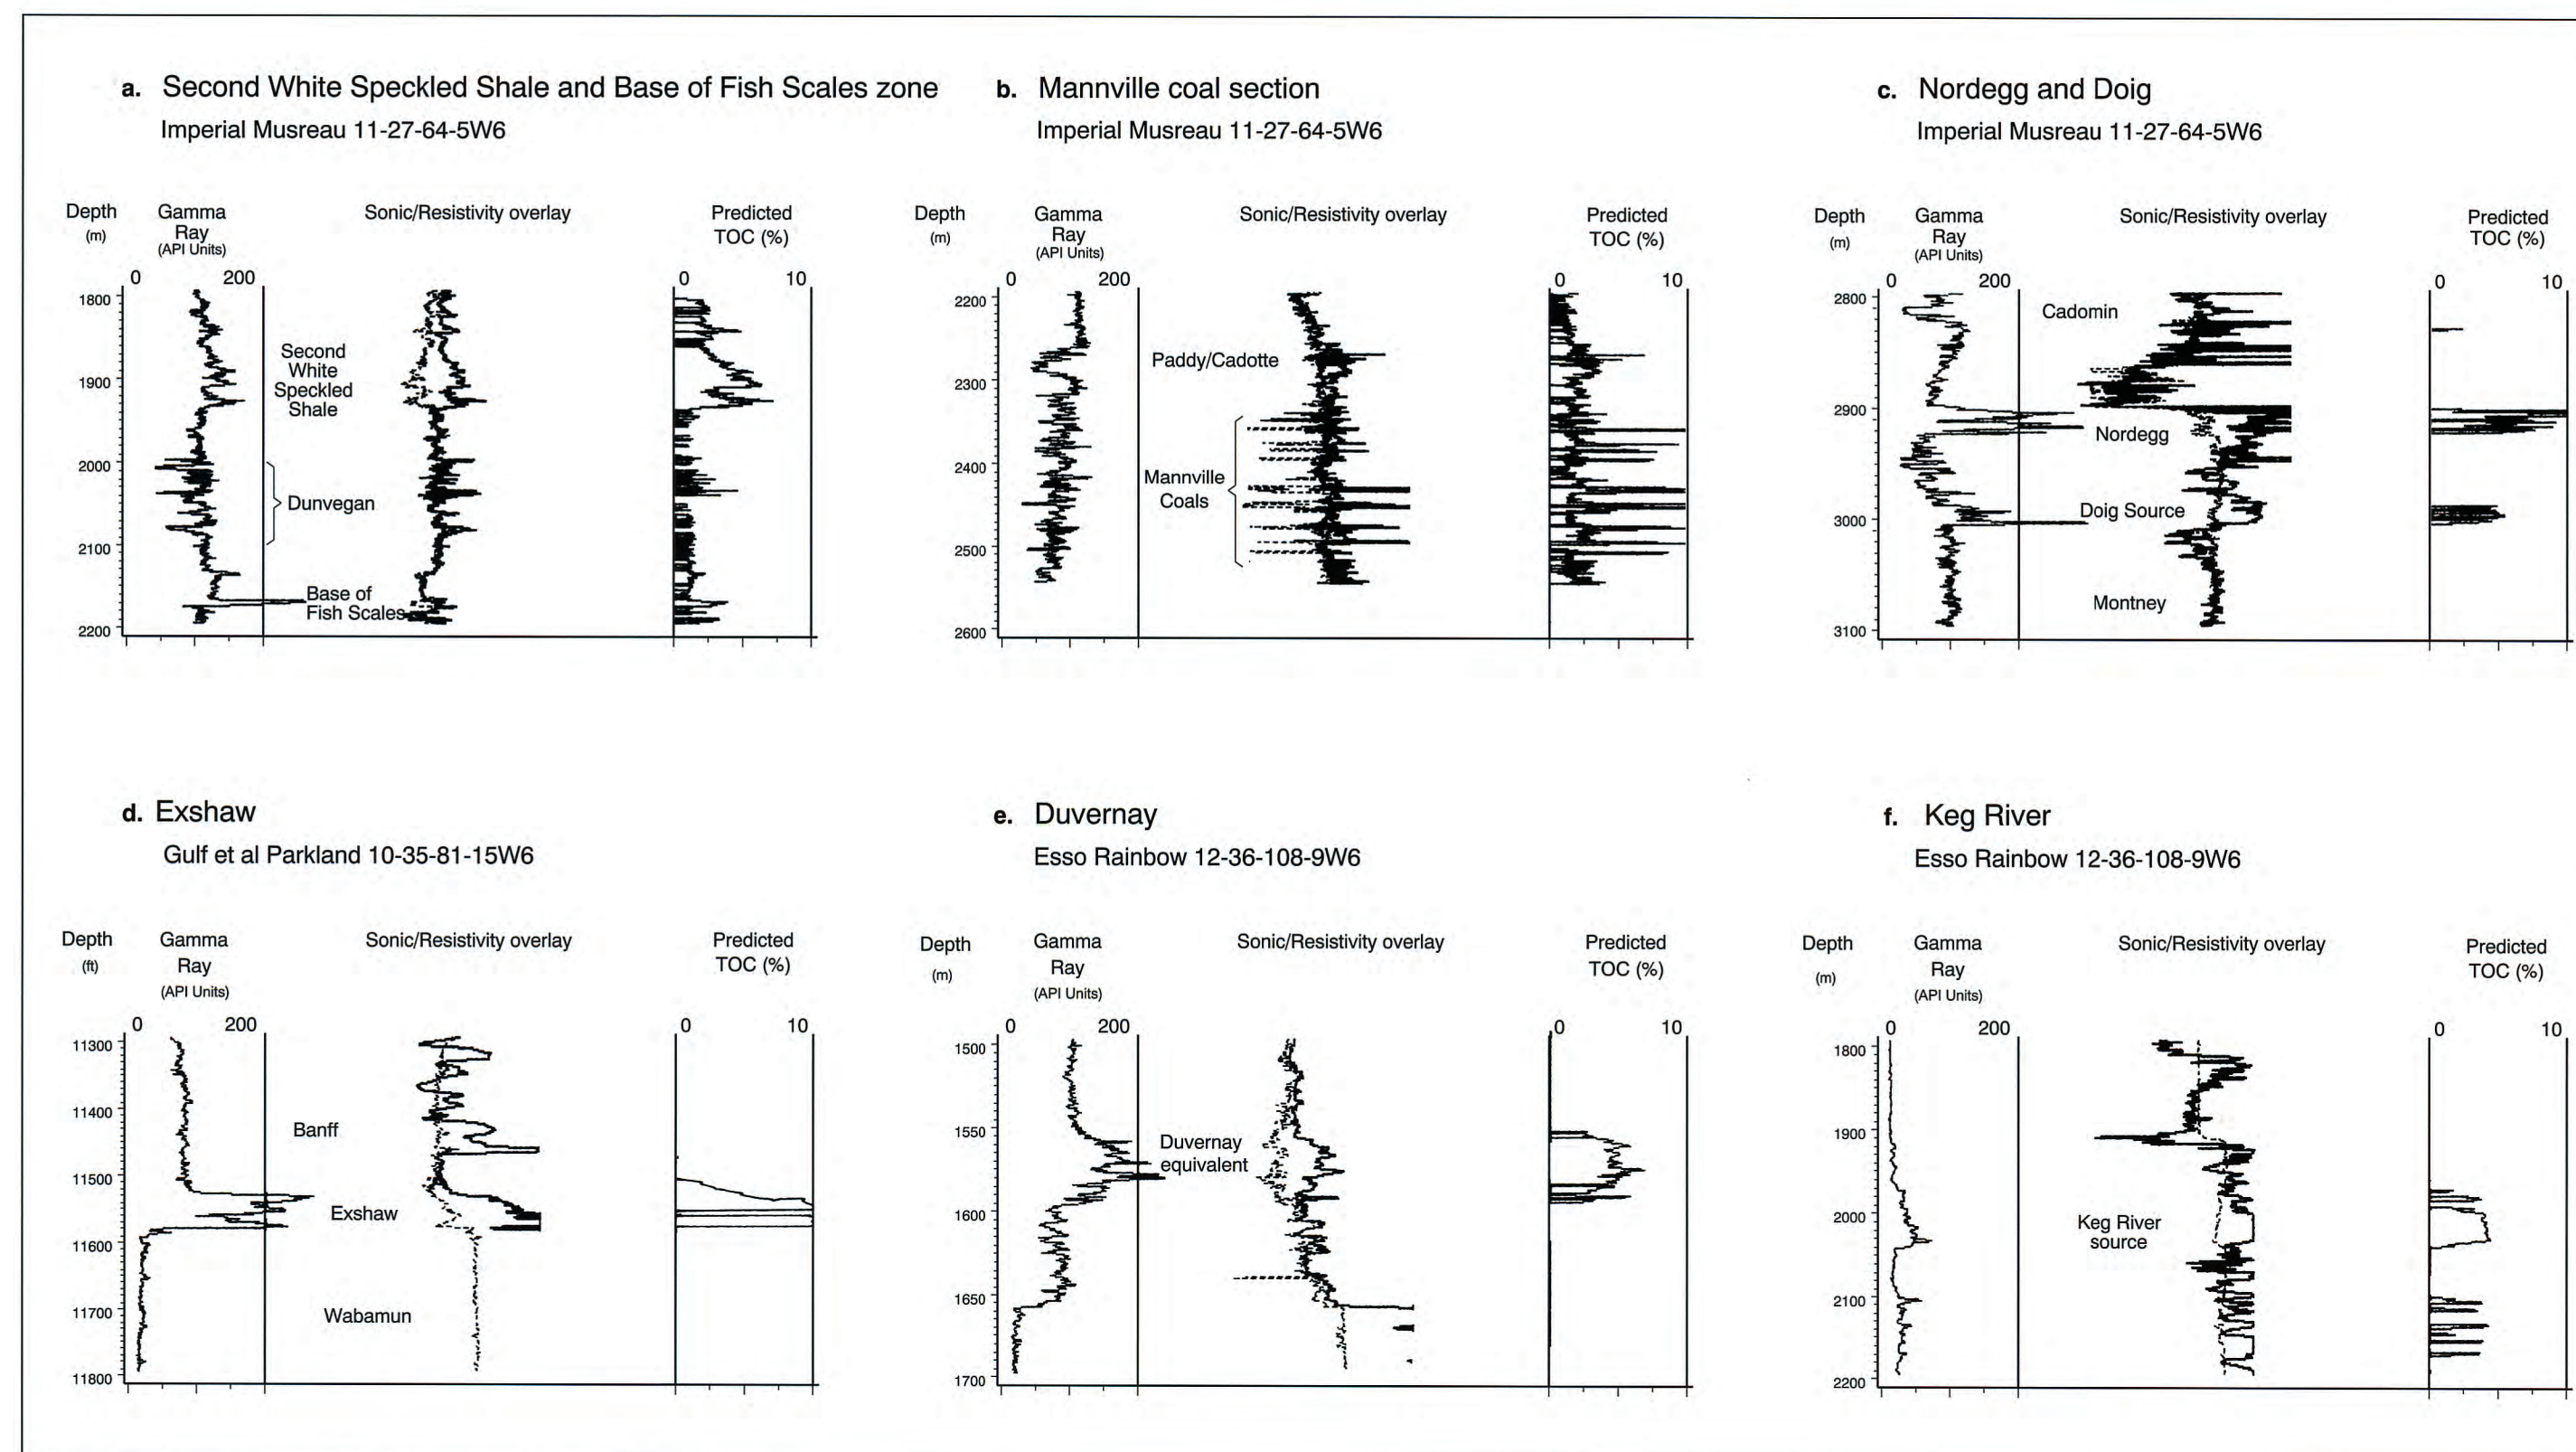 a. Second White Speckled Shale and Base of Fish Scales zone
Imperial Musreau 11-27-64-5W6
Depth
(m)
Gamma
Ray
(API Units)
Sonic/Resistivity overlay
Predicted
TOC (%)
0 200
0 10
1800
1900
2000
2100
2200
Second
White
Speckled
Shale
Dunvegan
Base of
Fish Scales
b. Mannville coal section
Imperial Musreau 11-27-64-5W6
Depth
(m)
Gamma
Ray
(API Units)
Sonic/Resistivity overlay
Predicted
TOC (%)
0 200
0 10
2200
2300
2400
2500
2600
Paddy/Cadotte
Mannville
Coals
c. Nordegg and Doig
Imperial Musreau 11-27-64-5W6
Depth
(m)
Gamma
Ray
(API Units)
Sonic/Resistivity overlay
Predicted
TOC (%)
0 200
0 10
2800
2900
3000
3100
Cadomin
Nordegg
Doig Source
Montney
d. Exshaw
Gulf et al Parkland 10-35-81-15W6
Depth
(ft)
Gamma
Ray
(API Units)
Sonic/Resistivity overlay
Predicted
TOC (%)
0 200
0 10
11300
11400
11500
11600
11700
11800
Banff
Exshaw
Wabamun
e. Duvernay
Esso Rainbow 12-36-108-9W6
Depth
(m)
Gamma
Ray
(API Units)
Sonic/Resistivity overlay
Predicted
TOC (%)
0 200
0 10
1500
1550
1600
1650
1700
Duvernay
equivalent
f. Keg River
Esso Rainbow 12-36-108-9W6
Depth
(m)
Gamma
Ray
(API Units)
Sonic/Resistivity overlay
Predicted
TOC (%)
0 200
0 10
1800
1900
2000
2100
2200
Keg River
source